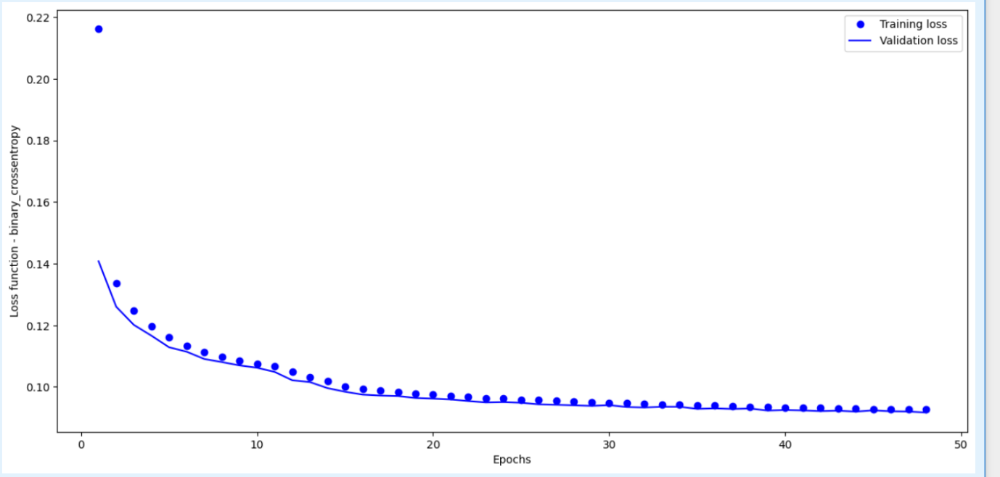 0.22
0.20
0.18
0.16
0.14
0.12
0.10
Loss function - binary_crossentropy
Training loss
Validation loss
0 10 20 30 40 50
Epochs